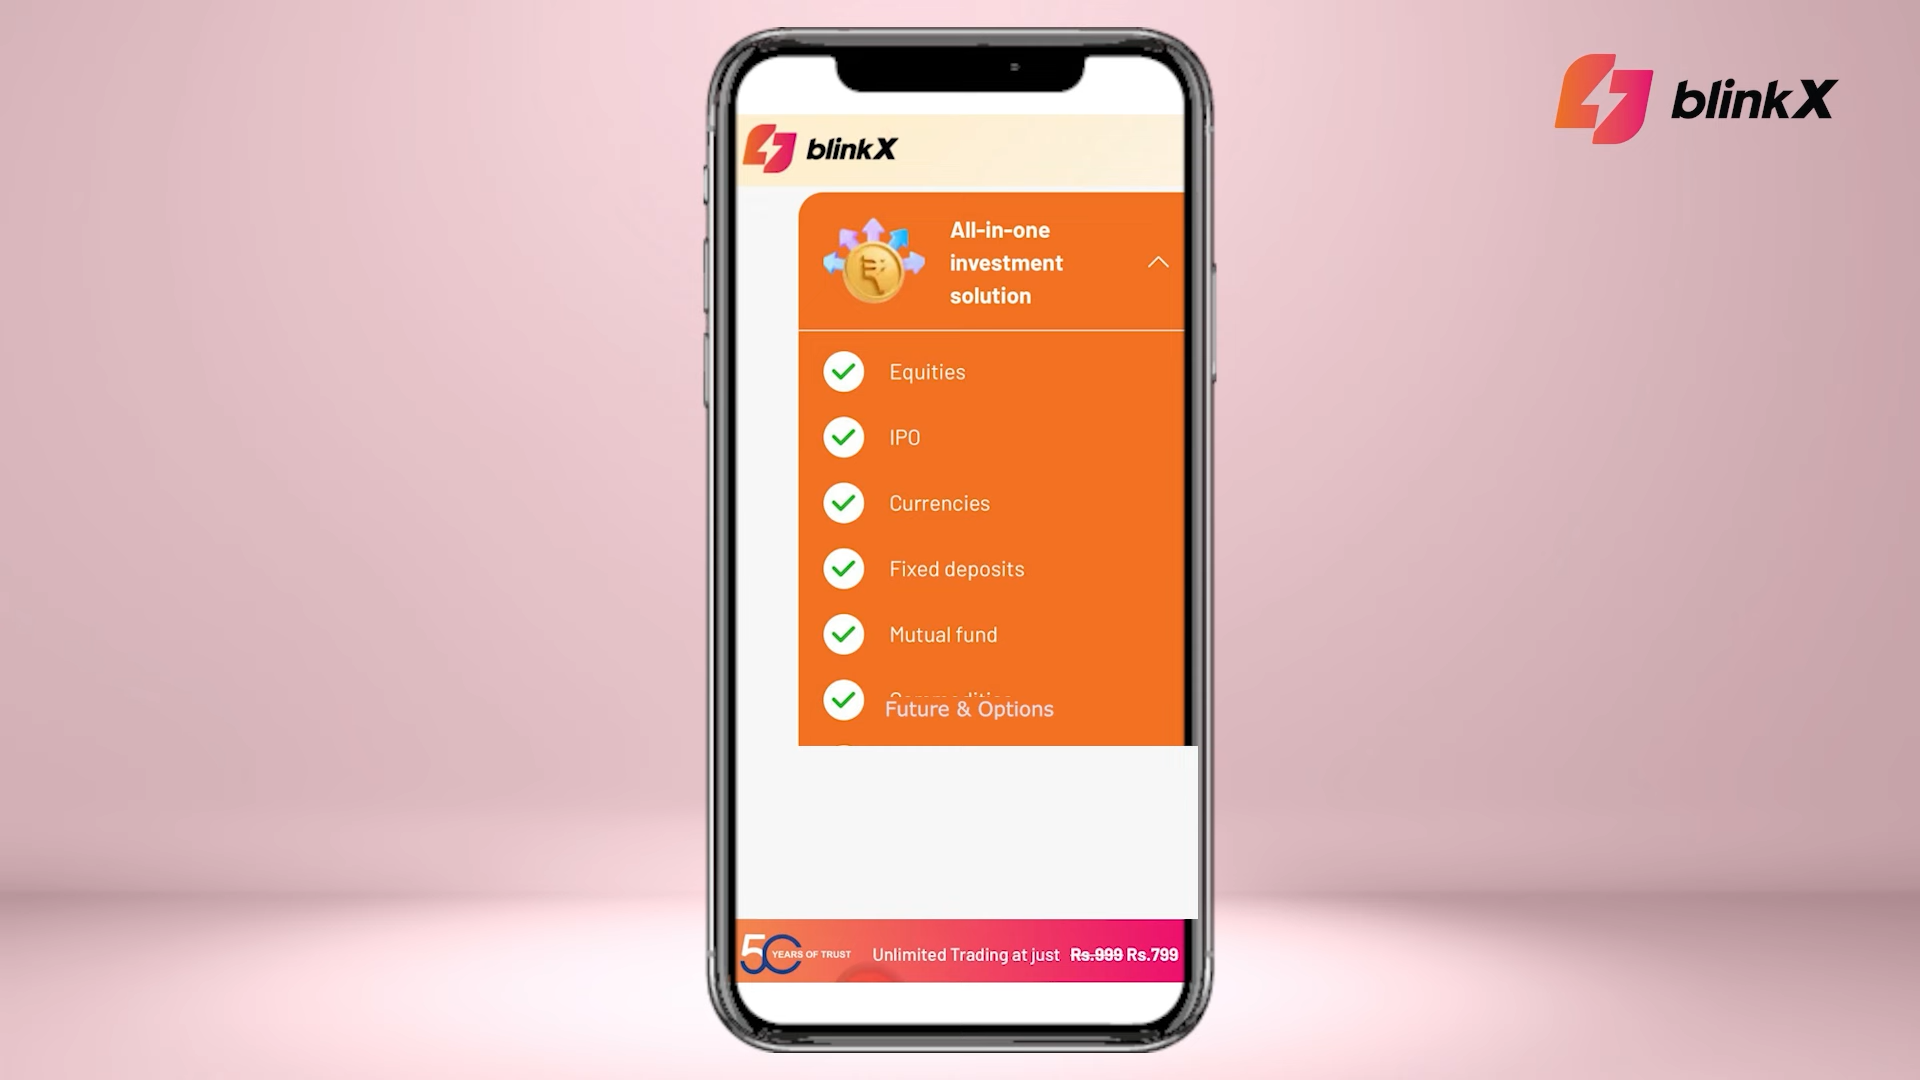 blinkX
blinkX
All-in-one
investment
solution
Equities
IPO
Currencies
Fixed deposits
Mutual fund
Future & Options
50 YEARS OF TRUST
Unlimited Trading at just Rs.999 Rs.799